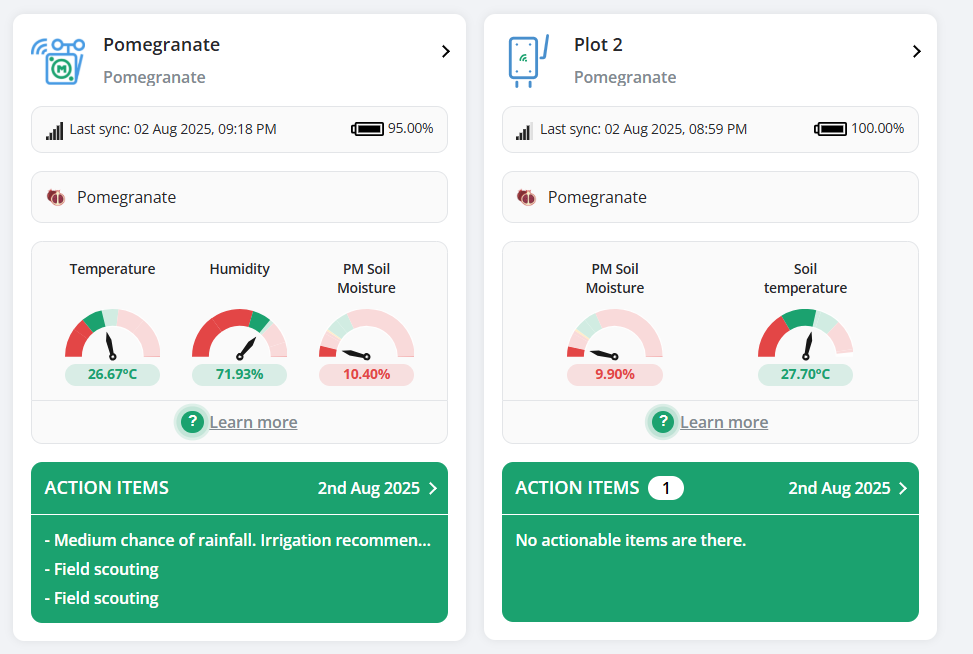 Pomegranate
Pomegranate
Last sync: 02 Aug 2025, 09:18 PM 95.00%
Pomegranate
Temperature Humidity PM Soil Moisture
26.67°C 71.93% 10.40%
? Learn more
ACTION ITEMS 2nd Aug 2025
- Medium chance of rainfall. Irrigation recommen...
- Field scouting
- Field scouting
Plot 2
Pomegranate
Last sync: 02 Aug 2025, 08:59 PM 100.00%
Pomegranate
PM Soil Moisture Soil temperature
9.90% 27.70°C
? Learn more
ACTION ITEMS 1 2nd Aug 2025
No actionable items are there.